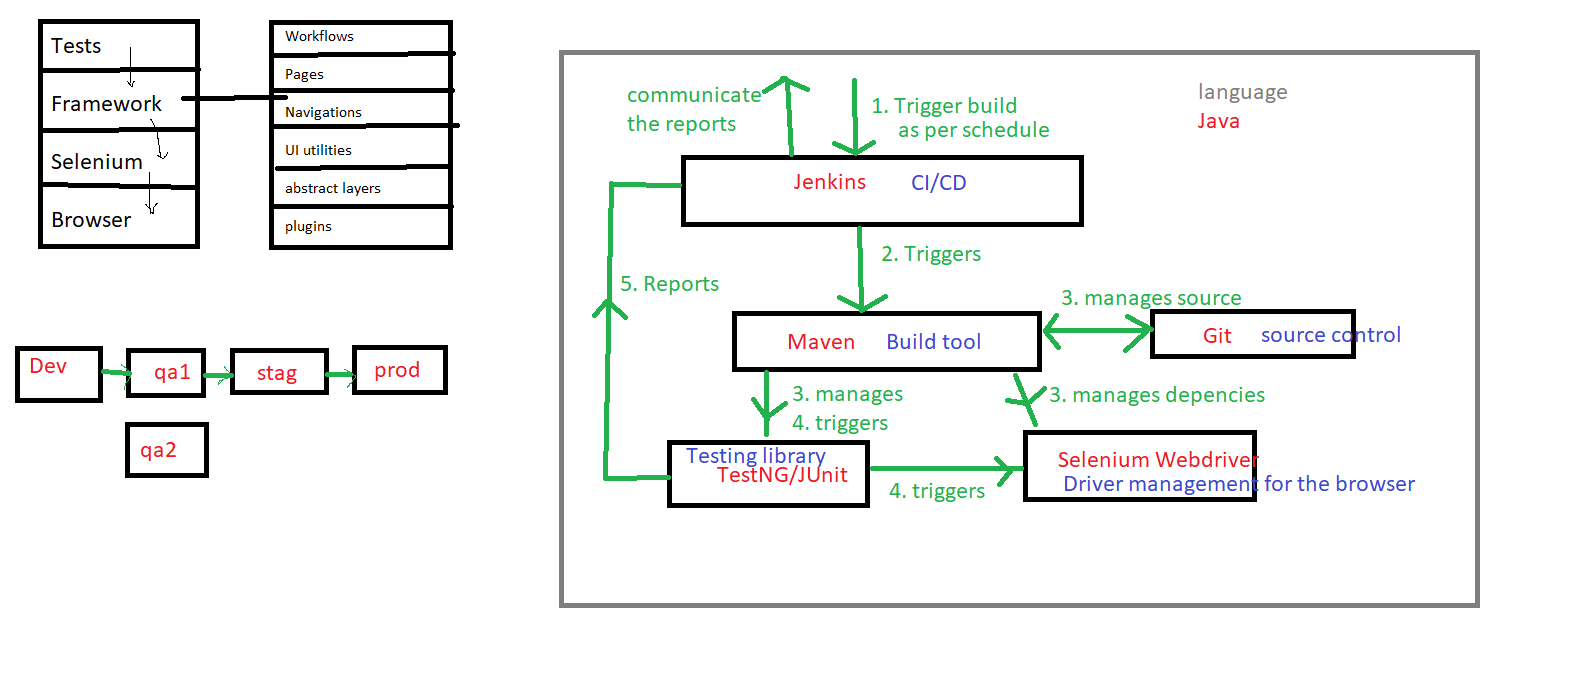 Tests
Framework
Selenium
Browser
Workflows
Pages
Navigations
UI utilities
abstract layers
plugins
Dev
qa1
stag
prod
qa2
language
Java
communicate
the reports
1. Trigger build
as per schedule
Jenkins CI/CD
2. Triggers
5. Reports
3. manages source
Maven Build tool
Git source control
3. manages
4. triggers
3. manages depencies
Testing library
TestNG/JUnit
4. triggers
Selenium Webdriver
Driver management for the browser